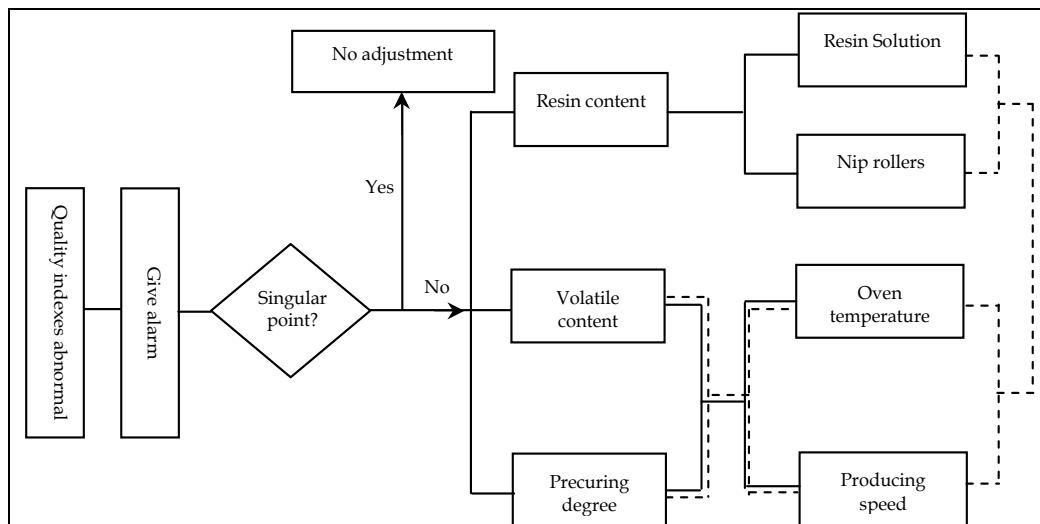 Quality indexes abnormal
Give alarm
Singular
point?
Yes
No adjustment
No
Resin content
Volatile
content
Precuring
degree
Resin Solution
Nip rollers
Oven
temperature
Producing
speed